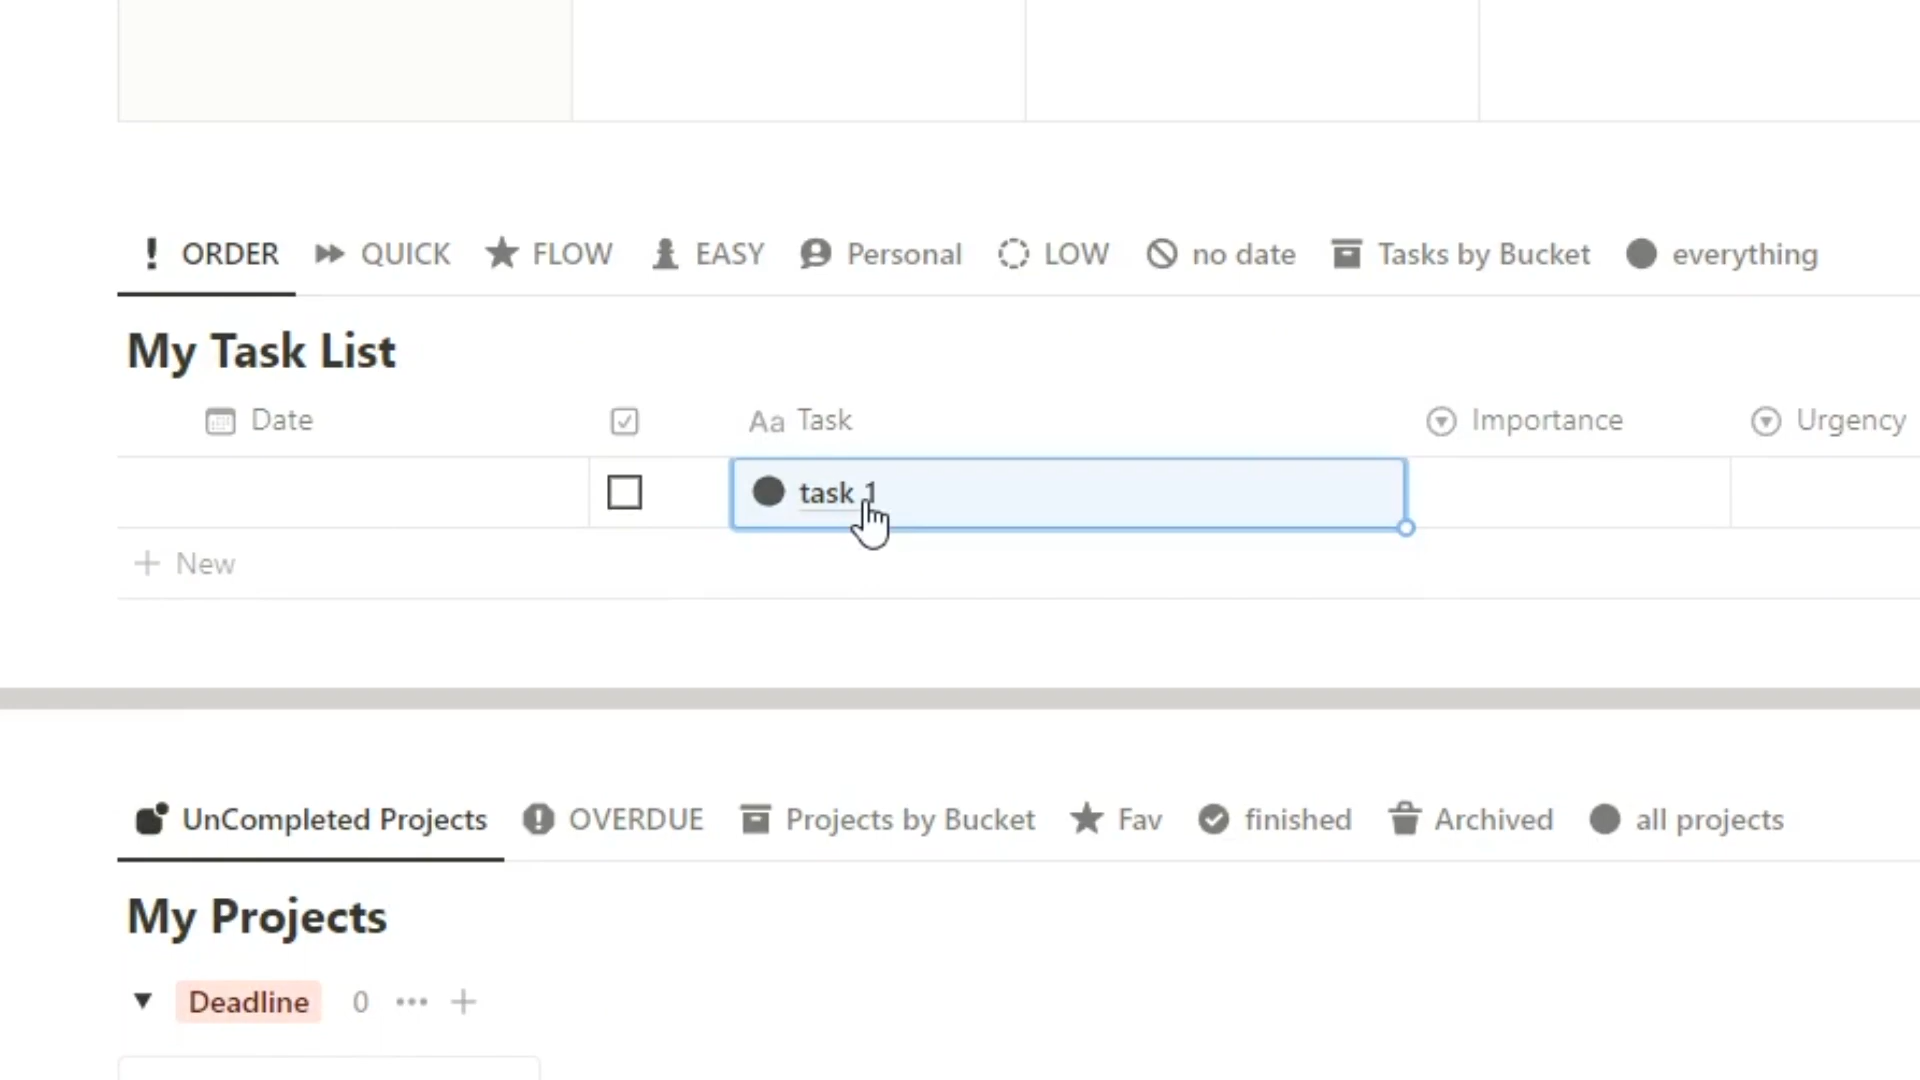 ORDER QUICK FLOW EASY Personal LOW no date Tasks by Bucket everything
My Task List
Date Aa Task Importance Urgency
task 1
+ New
UnCompleted Projects OVERDUE Projects by Bucket Fav finished Archived all projects
My Projects
Deadline 0 ••• +